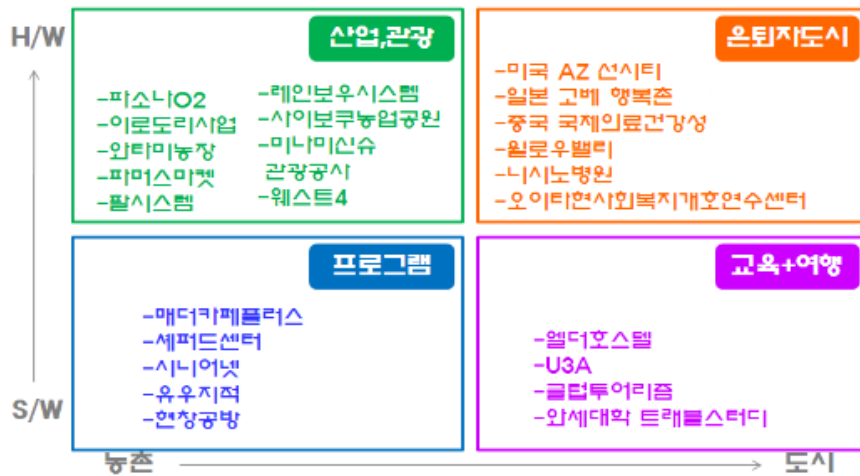 H/W
산업,관광
-파소나O2
-이로도리사업
-와타미농장
-파머스마켓
-팔시스템
-레인보우시스템
-사이보쿠농업공원
-미나미신슈
관광공사
-웨스트4
은퇴자도시
-미국 AZ 선시티
-일본 고베 행복촌
-중국 국제의료건강성
-윌로우밸리
-니시노병원
-오이타현사회복지개호연수센터
프로그램
-매더카페플러스
-세퍼드센터
-시니어넷
-유우지적
-현창공방
교육+여행
-엘더호스텔
-U3A
-클럽투어리즘
-와세대학 트래블스터디
S/W
농촌
도시